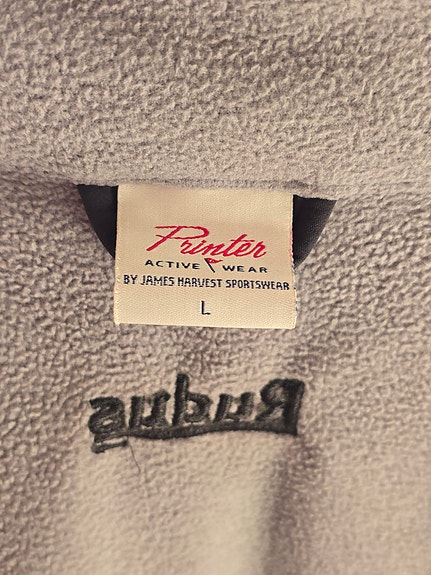 Printer
ACTIVE WEAR
BY JAMES HARVEST SPORTSWEAR
L
Rudus